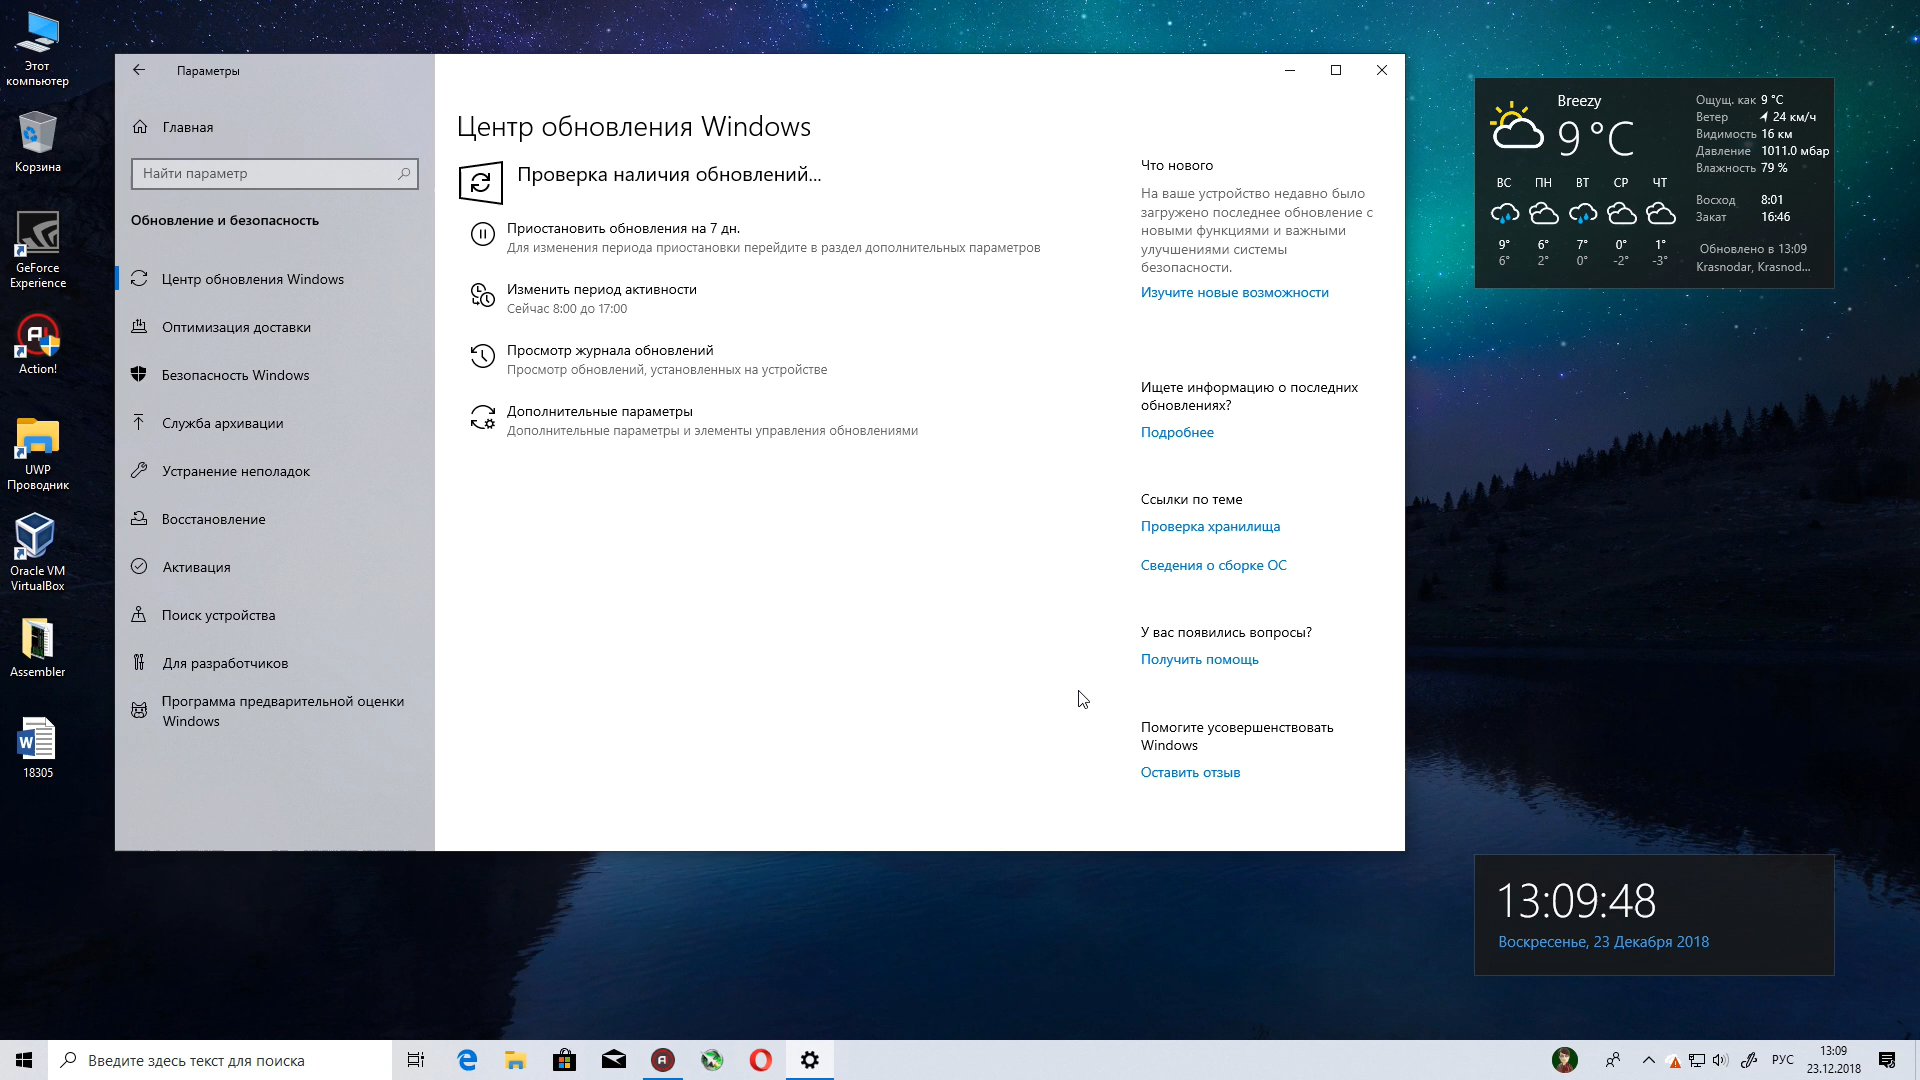 Этот
компьютер
Корзина
GeForce
Experience
Action!
UWP
Проводник
Oracle VM
VirtualBox
Assembler
18305
Параметры
Главная
Найти параметр
Обновление и безопасность
Центр обновления Windows
Оптимизация доставки
Безопасность Windows
Служба архивации
Устранение неполадок
Восстановление
Активация
Поиск устройства
Для разработчиков
Программа предварительной оценки
Windows
Центр обновления Windows
Проверка наличия обновлений...
Приостановить обновления на 7 дн.
Для изменения периода приостановки перейдите в раздел дополнительных параметров
Изменить период активности
Сейчас 8:00 до 17:00
Просмотр журнала обновлений
Просмотр обновлений, установленных на устройстве
Дополнительные параметры
Дополнительные параметры и элементы управления обновлениями
Что нового
На ваше устройство недавно было
загружено последнее обновление с
новыми функциями и важными
улучшениями системы
безопасности.
Изучите новые возможности
Ищете информацию о последних
обновлениях?
Подробнее
Ссылки по теме
Проверка хранилища
Сведения о сборке ОС
У вас появились вопросы?
Получить помощь
Помогите усовершенствовать
Windows
Оставить отзыв
Breezy
9 °C
ВС ПН ВТ СР ЧТ
9° 6° 7° 0° 1°
6° 2° 0° -2° -3°
Ощущ. как 9 °C
Ветер 24 км/ч
Видимость 16 км
Давление 1011.0 мбар
Влажность 79 %
Восход 8:01
Закат 16:46
Обновлено в 13:09
Krasnodar, Krasnod...
13:09:48
Воскресенье, 23 Декабря 2018
Введите здесь текст для поиска
РУС
13:09
23.12.2018